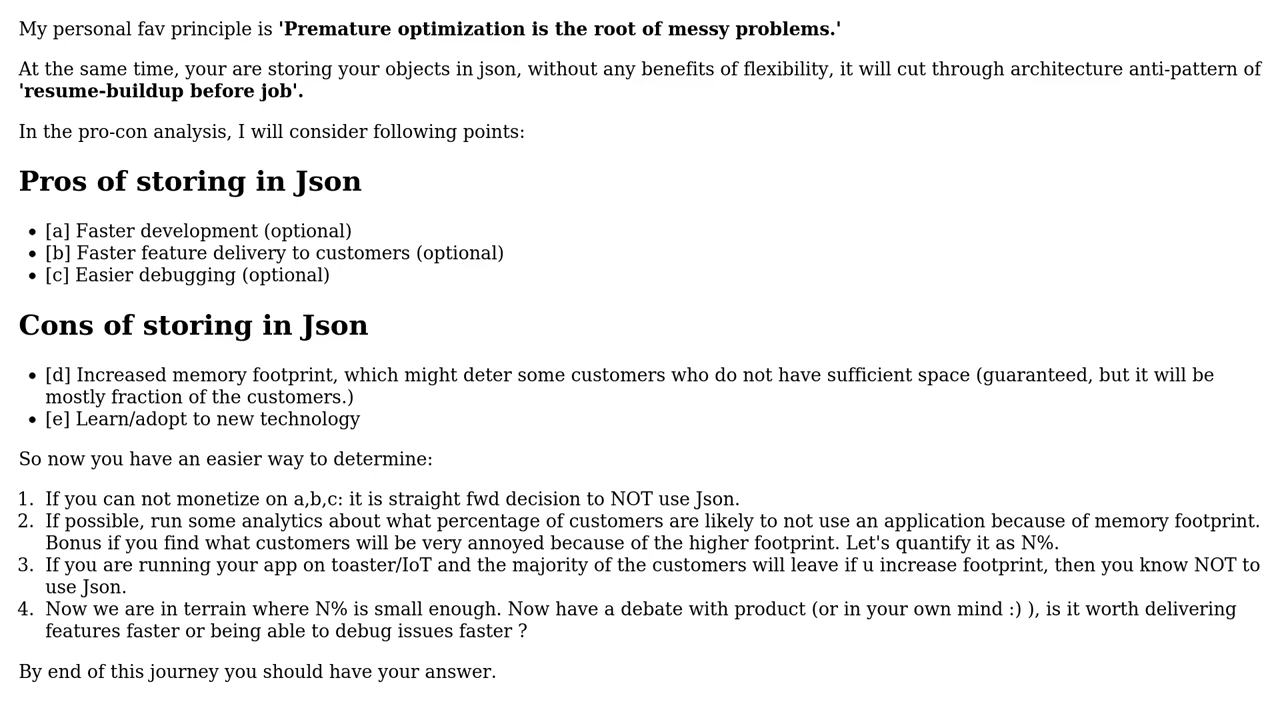 My personal fav principle is 'Premature optimization is the root of messy problems.'
At the same time, your are storing your objects in json, without any benefits of flexibility, it will cut through architecture anti-pattern of
'resume-buildup before job'.
In the pro-con analysis, I will consider following points:
Pros of storing in Json
• [a] Faster development (optional)
• [b] Faster feature delivery to customers (optional)
• [c] Easier debugging (optional)
Cons of storing in Json
• [d] Increased memory footprint, which might deter some customers who do not have sufficient space (guaranteed, but it will be
mostly fraction of the customers.)
• [e] Learn/adopt to new technology
So now you have an easier way to determine:
1. If you can not monetize on a,b,c: it is straight fwd decision to NOT use Json.
2. If possible, run some analytics about what percentage of customers are likely to not use an application because of memory footprint.
Bonus if you find what customers will be very annoyed because of the higher footprint. Let's quantify it as N%.
3. If you are running your app on toaster/IoT and the majority of the customers will leave if u increase footprint, then you know NOT to
use Json.
4. Now we are in terrain where N% is small enough. Now have a debate with product (or in your own mind :) ), is it worth delivering
features faster or being able to debug issues faster ?
By end of this journey you should have your answer.